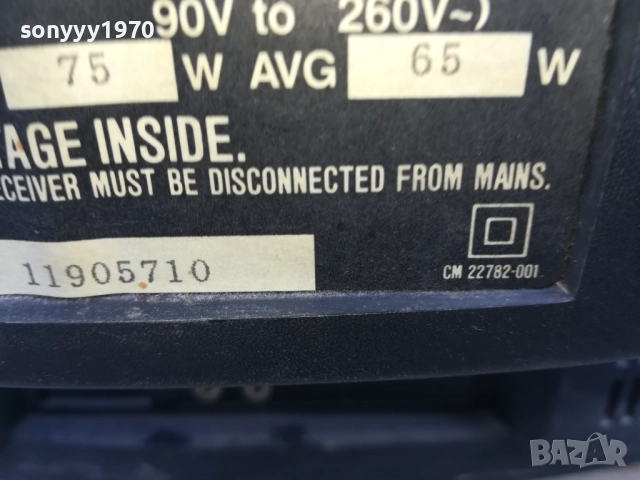 sonyyy1970
90V to 260V~)
75 W AVG 65 W
TAGE INSIDE.
ECEIVER MUST BE DISCONNECTED FROM MAINS.
11905710
CM 22782-001
BAZAR